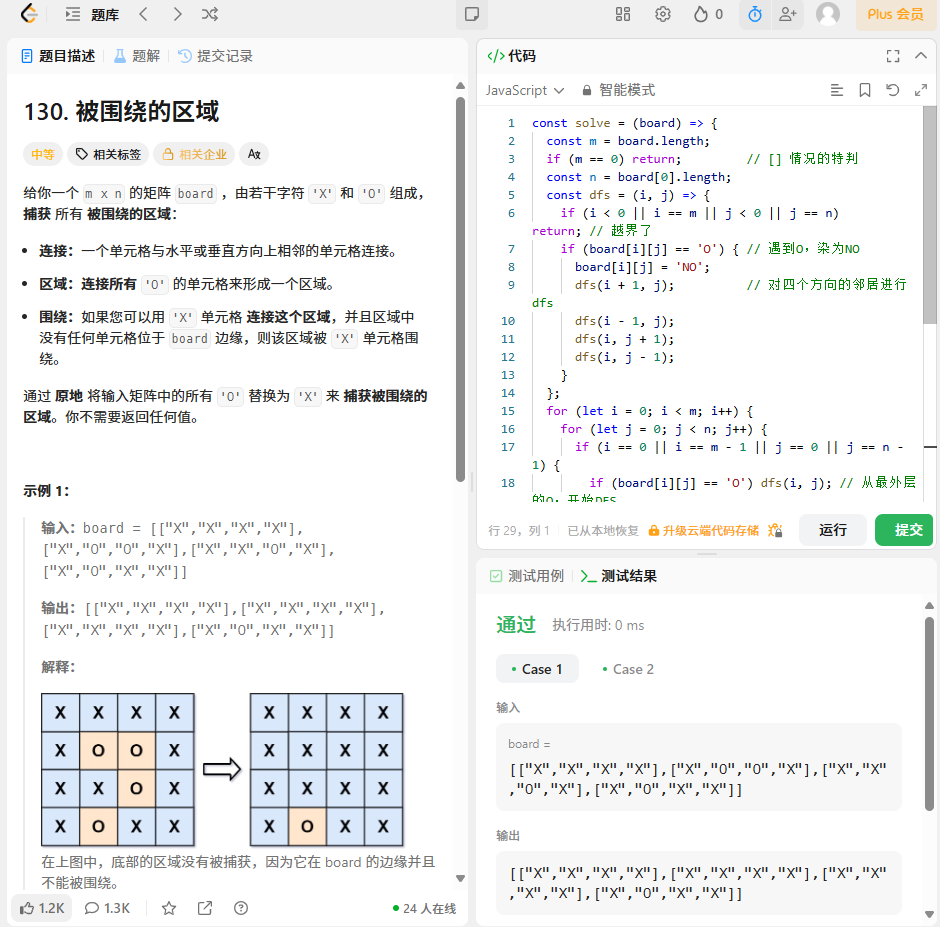 题库
0
Plus 会员
题目描述
题解
提交记录
130. 被围绕的区域
中等
相关标签
相关企业
给你一个 m x n 的矩阵 board ，由若干字符 'X' 和 'O' 组成，
捕获 所有 被围绕的区域：
连接：一个单元格与水平或垂直方向上相邻的单元格连接。
区域：连接所有 'O' 的单元格来形成一个区域。
围绕：如果您可以用 'X' 单元格 连接这个区域，并且区域中
没有任何单元格位于 board 边缘，则该区域被 'X' 单元格围
绕。
通过 原地 将输入矩阵中的所有 'O' 替换为 'X' 来 捕获被围绕的
区域。你不需要返回任何值。
示例 1：
输入：board = [["X","X","X","X"],
["X","O","O","X"],["X","X","O","X"],
["X","O","X","X"]]
输出：[["X","X","X","X"],["X","X","X","X"],
["X","X","X","X"],["X","O","X","X"]]
解释：
X X X X X X X X
X O O X X X X X
X X O X X X X X
X O X X X O X X
在上图中，底部的区域没有被捕获，因为它在 board 的边缘并且
不能被围绕。
1.2K
1.3K
24 人在线
</> 代码
JavaScript
智能模式
1 const solve = (board) => {
2 const m = board.length;
3 if (m == 0) return; // [] 情况的特判
4 const n = board[0].length;
5 const dfs = (i, j) => {
6 if (i < 0 || i == m || j < 0 || j == n)
return; // 越界了
7 if (board[i][j] == 'O') { // 遇到O，染为NO
8 board[i][j] = 'NO';
9 dfs(i + 1, j); // 对四个方向的邻居进行
dfs
10 dfs(i - 1, j);
11 dfs(i, j + 1);
12 dfs(i, j - 1);
13 }
14 };
15 for (let i = 0; i < m; i++) {
16 for (let j = 0; j < n; j++) {
17 if (i == 0 || i == m - 1 || j == 0 || j == n -
1) {
18 if (board[i][j] == 'O') dfs(i, j); // 从最外层
的O，开始DFS
行 29，列 1
已从本地恢复
升级云端代码存储
运行
提交
测试用例
测试结果
通过
执行用时: 0 ms
Case 1
Case 2
输入
board =
[["X","X","X","X"],["X","O","O","X"],["X","X"
,"O","X"],["X","O","X","X"]]
输出
[["X","X","X","X"],["X","X","X","X"],["X","X"
,"X","X"],["X","O","X","X"]]